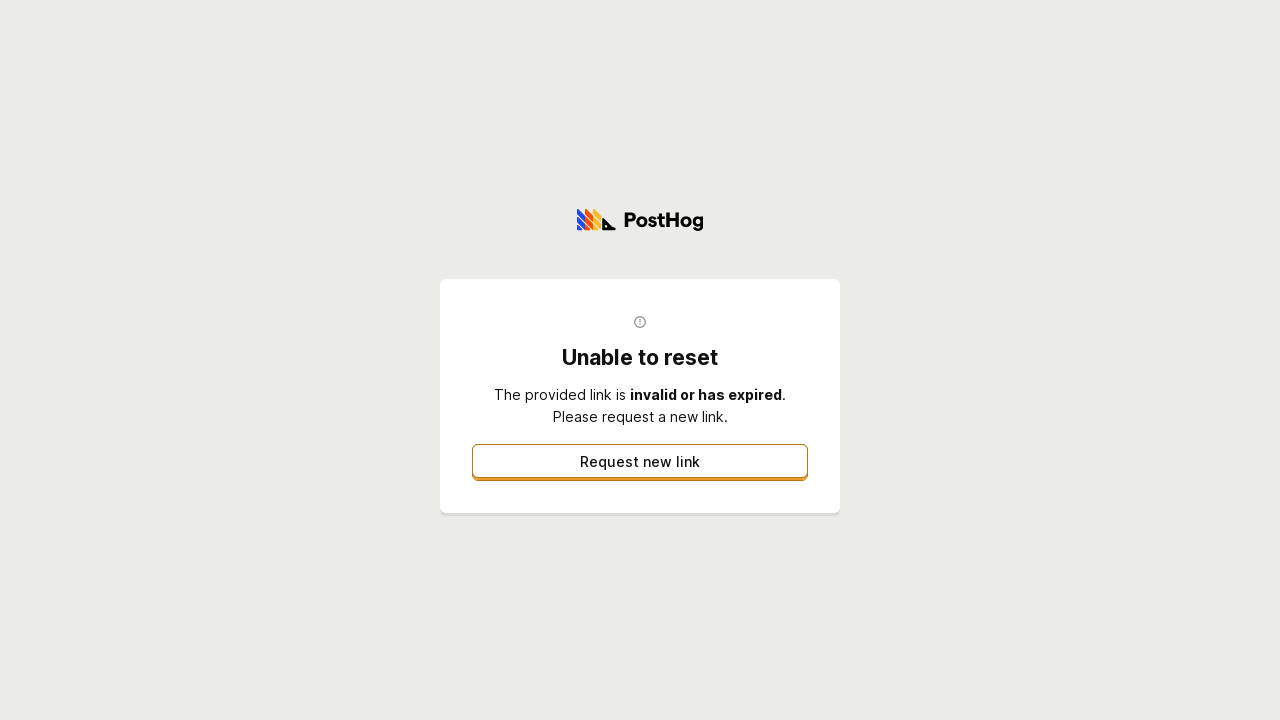 PostHog
Unable to reset
The provided link is invalid or has expired.
Please request a new link.
Request new link